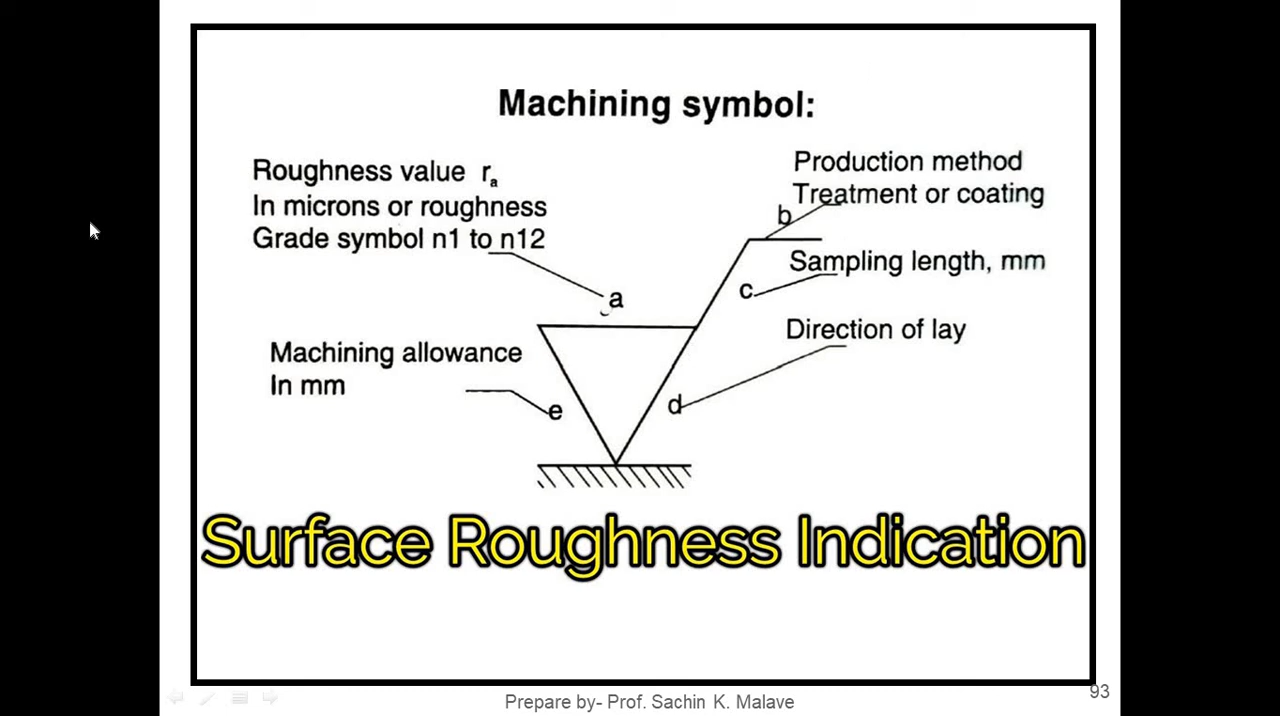 Machining symbol:
Roughness value ra
In microns or roughness
Grade symbol n1 to n12
a
Production method
Treatment or coating
b
Sampling length, mm
c
Direction of lay
d
Machining allowance
In mm
e
Surface Roughness Indication
Prepare by- Prof. Sachin K. Malave
93